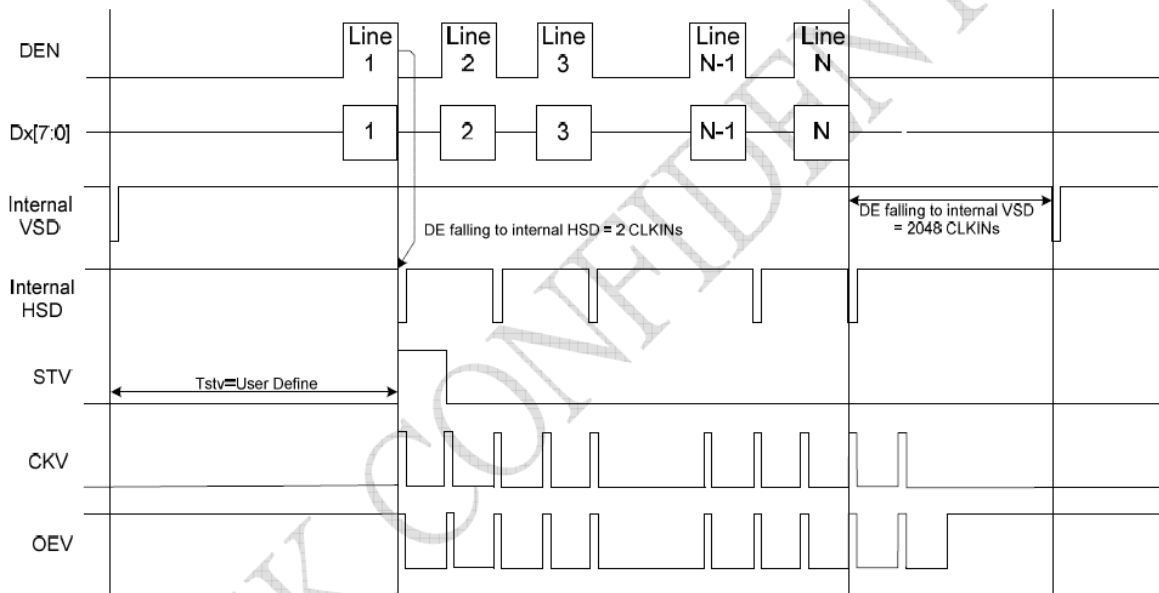 DEN
Line
1
Line
2
Line
3
Line
N-1
Line
N
Dx[7:0]
1
2
3
N-1
N
Internal
VSD
DE falling to internal HSD = 2 CLKINs
DE falling to internal VSD
= 2048 CLKINs
Internal
HSD
STV
Tstv=User Define
CKV
OEV
CONFIDENT